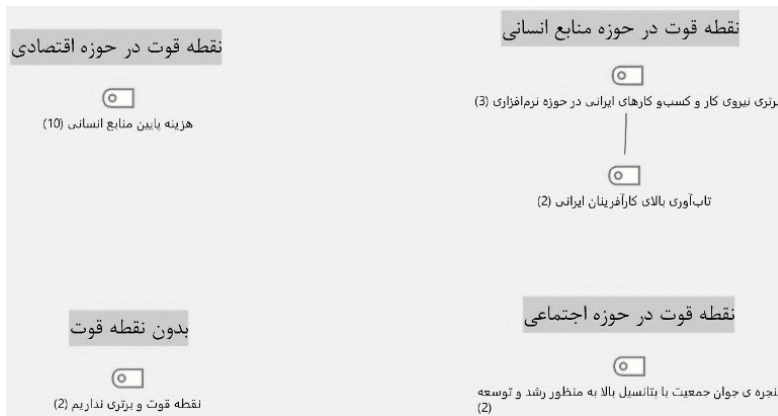 نقطه قوت در حوزه منابع انسانی
برتری نیروی کار و کسب‌و کارهای ایرانی در حوزه نرم‌افزاری (3)
تاب‌آوری بالای کارآفرینان ایرانی (2)
نقطه قوت در حوزه اقتصادی
هزینه پایین منابع انسانی (10)
نقطه قوت در حوزه اجتماعی
پنجره ی جوان جمعیت با پتانسیل بالا به منظور رشد و توسعه
(2)
بدون نقطه قوت
نقطه قوت و برتری نداریم (2)